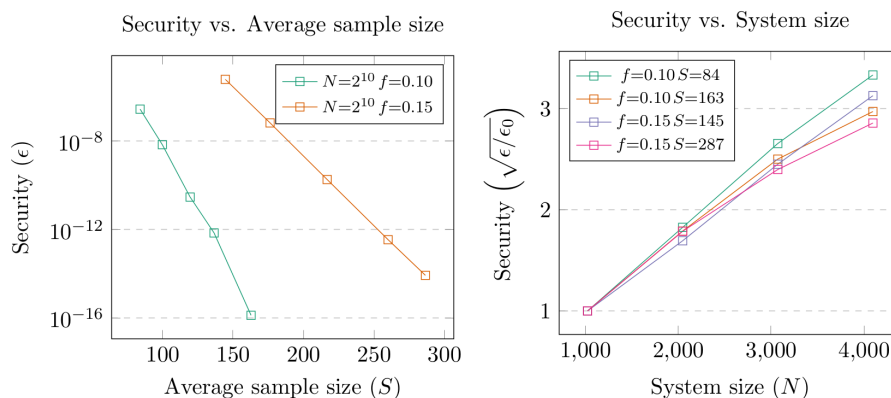 Security vs. Average sample size
N=2^10 f=0.10
N=2^10 f=0.15
10^−8
10^−12
10^−16
Security (ϵ)
100 150 200 250 300
Average sample size (S)
Security vs. System size
f=0.10 S=84
f=0.10 S=163
f=0.15 S=145
f=0.15 S=287
3
2
1
Security (√ϵ/ϵ₀)
1,000 2,000 3,000 4,000
System size (N)